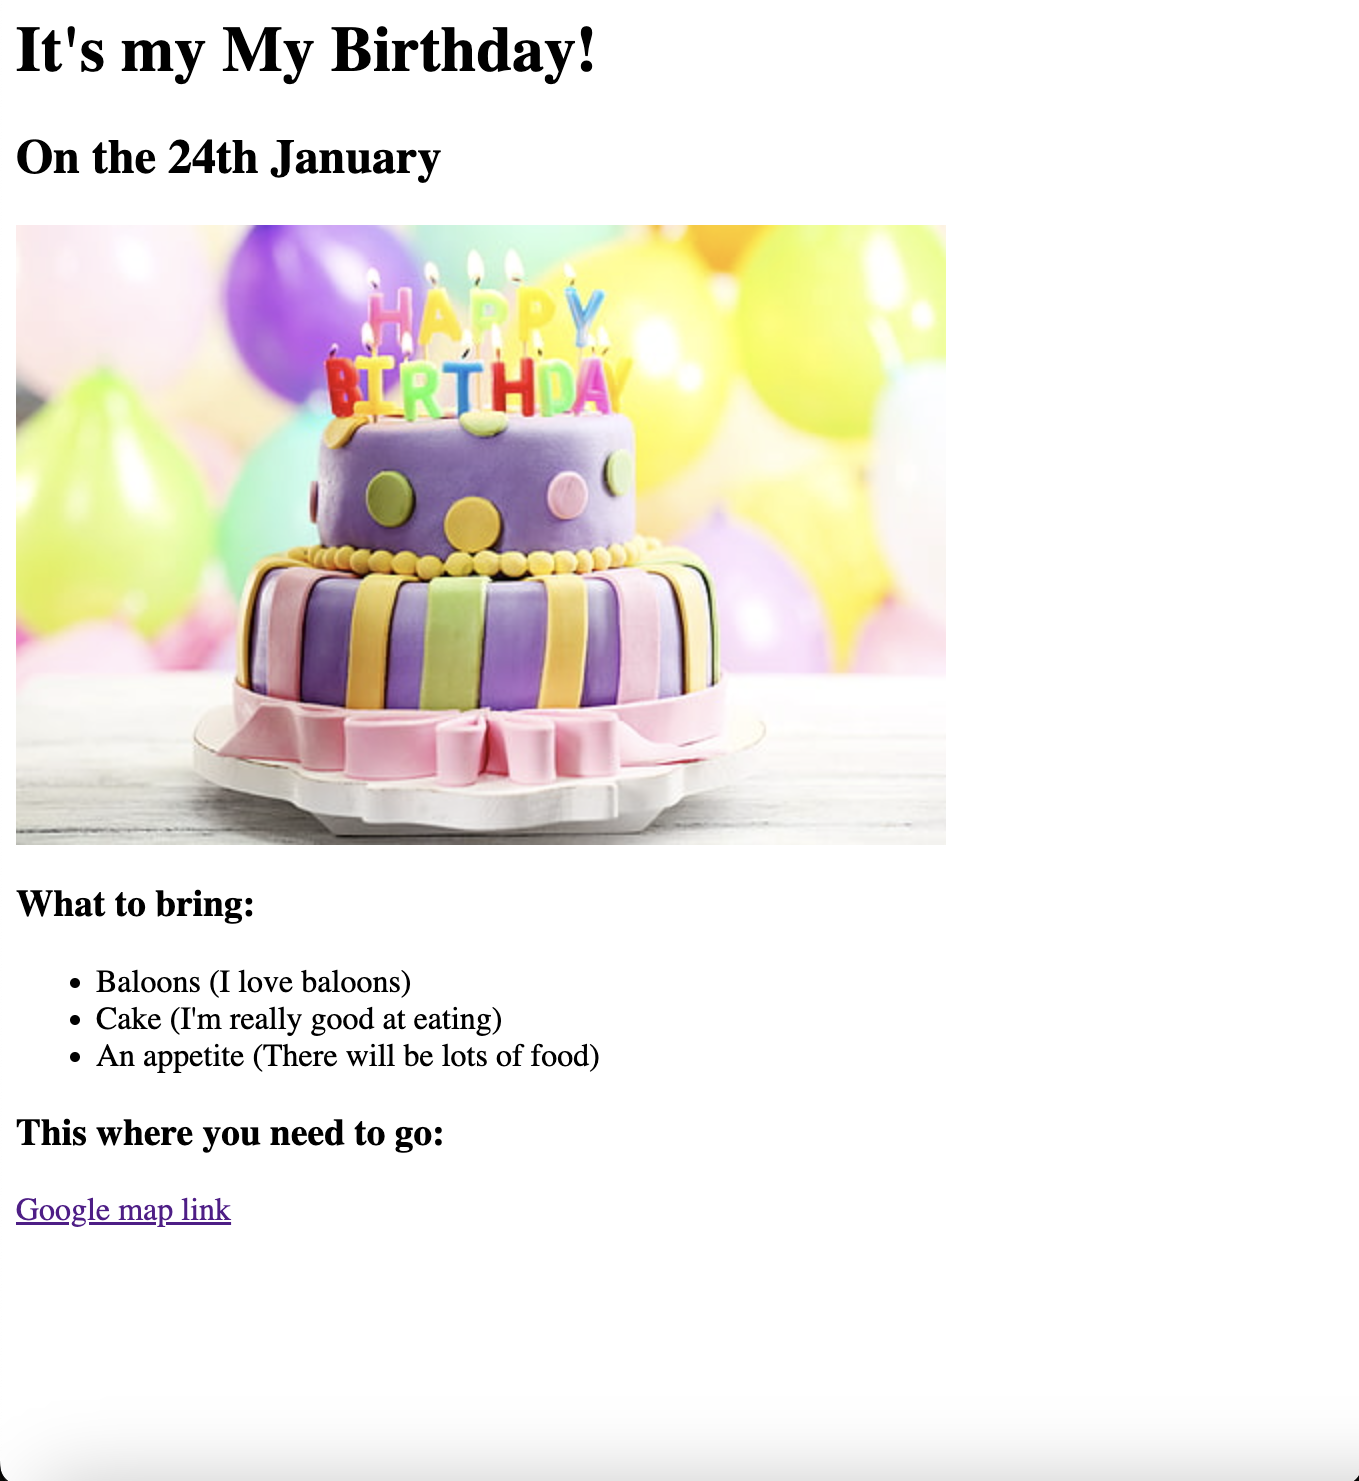 It's my My Birthday!
On the 24th January
HAPPY
BIRTHDAY
What to bring:
Baloons (I love baloons)
Cake (I'm really good at eating)
An appetite (There will be lots of food)
This where you need to go:
Google map link